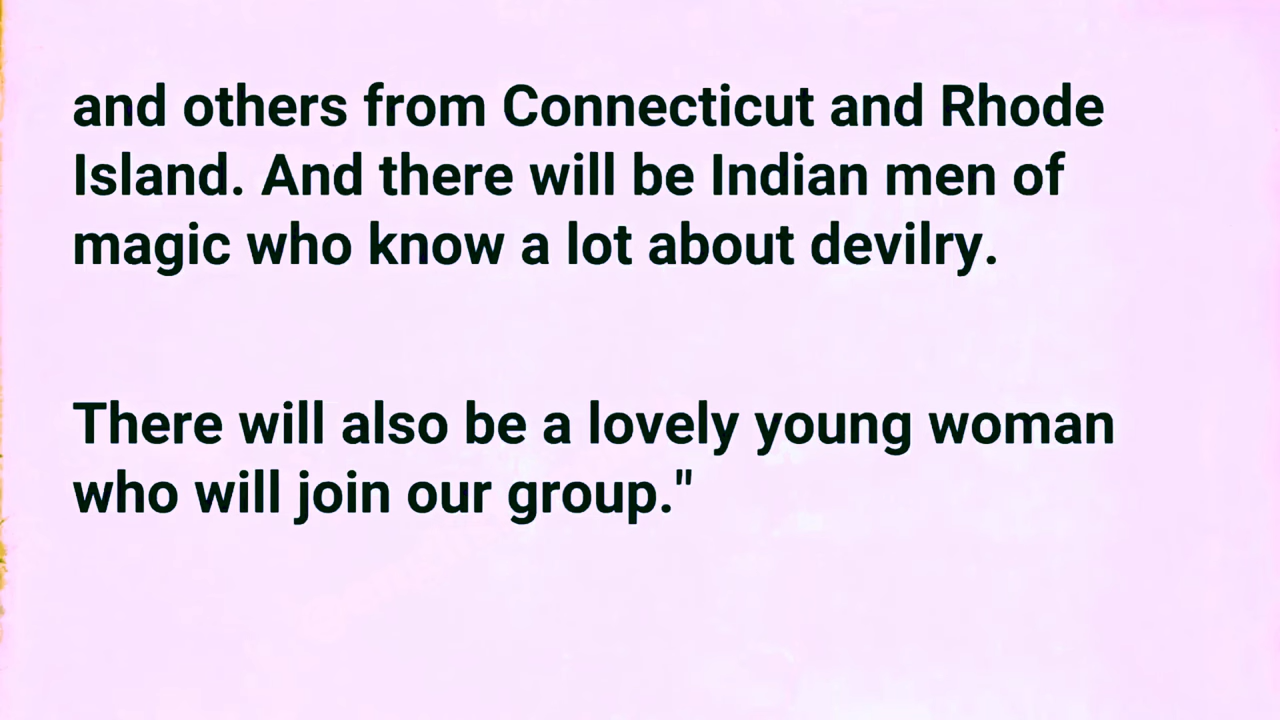 and others from Connecticut and Rhode
Island. And there will be Indian men of
magic who know a lot about devilry.
There will also be a lovely young woman
who will join our group."